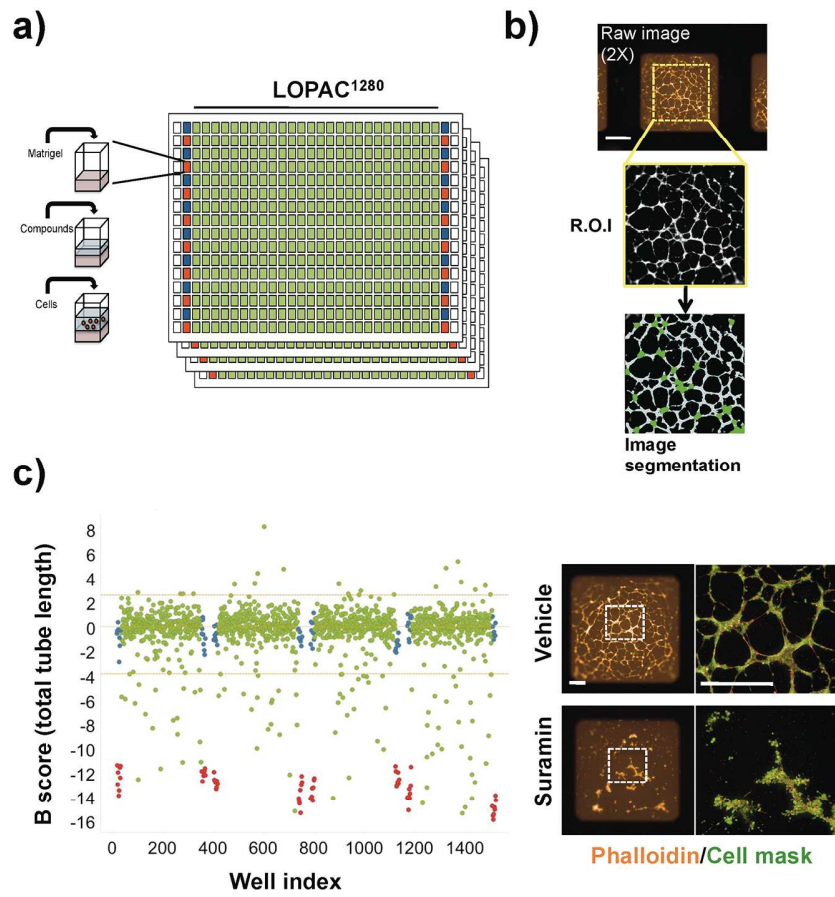 a)
LOPAC1280
Matrigel
Compounds
Cells
b)
Raw image
(2X)
R.O.I
Image
segmentation
c)
B score (total tube length)
8
6
4
2
0
-2
-4
-6
-8
-10
-12
-14
-16
0 200 400 600 800 1000 1200 1400
Well index
Vehicle
Suramin
Phalloidin/Cell mask